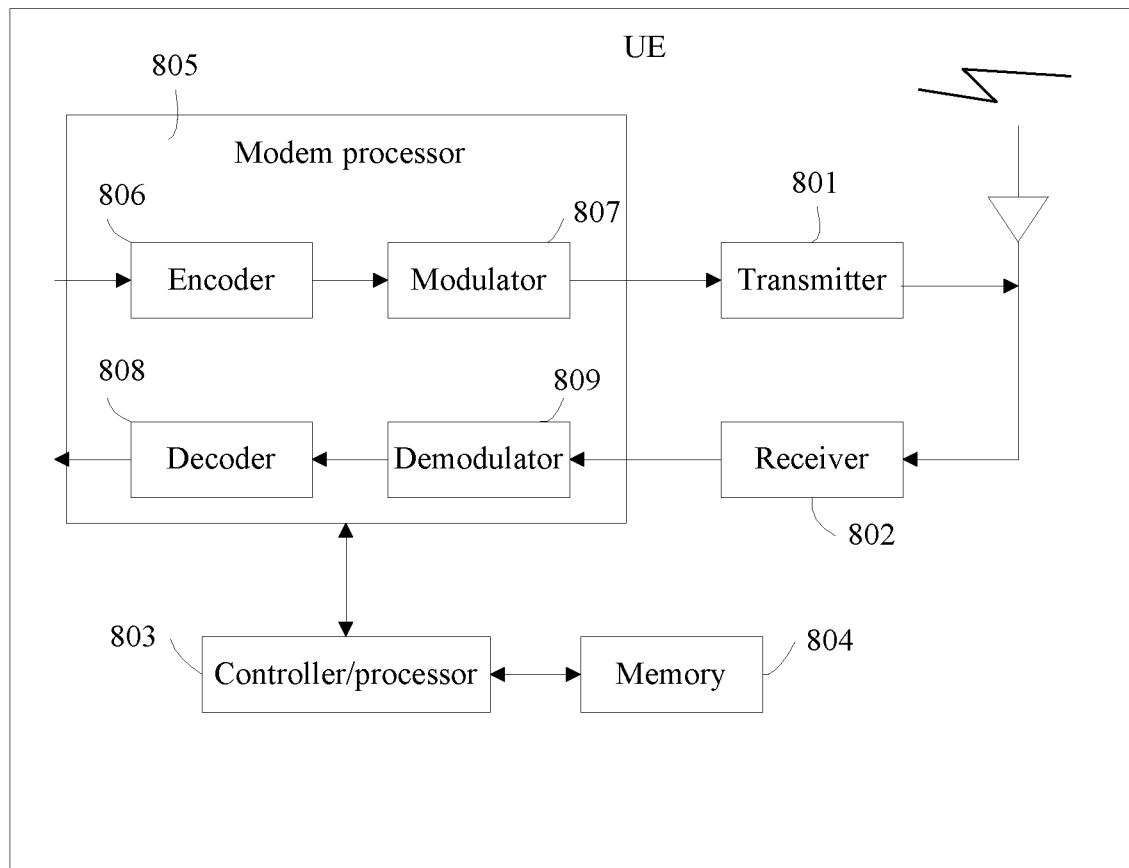 UE
805
Modem processor
806
807
801
Encoder
Modulator
Transmitter
808
809
Decoder
Demodulator
Receiver
802
803
804
Controller/processor
Memory